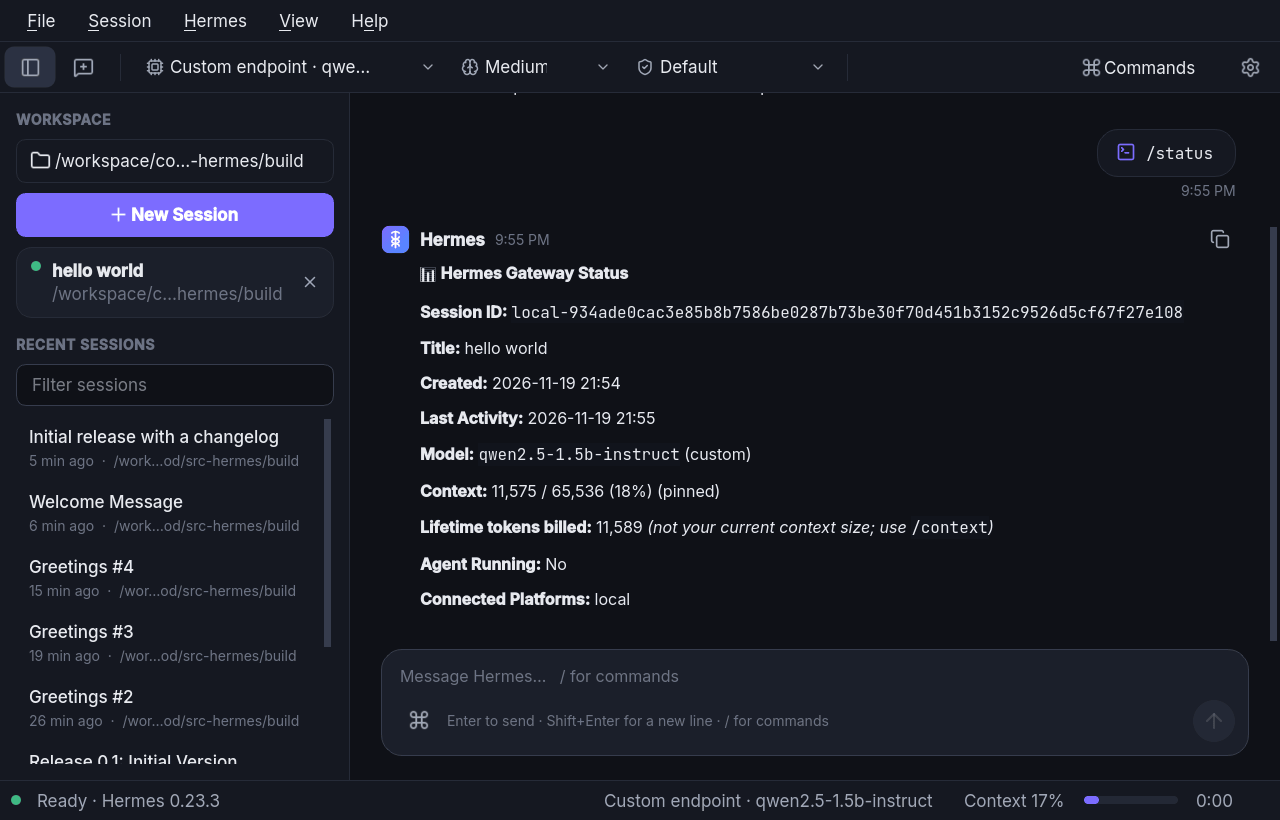 File Session Hermes View Help
Custom endpoint · qwe... Medium Default Commands
WORKSPACE
/workspace/co...-hermes/build
New Session
hello world
/workspace/c...hermes/build
RECENT SESSIONS
Filter sessions
Initial release with a changelog
5 min ago · /work...od/src-hermes/build
Welcome Message
6 min ago · /work...od/src-hermes/build
Greetings #4
15 min ago · /wor...od/src-hermes/build
Greetings #3
19 min ago · /wor...od/src-hermes/build
Greetings #2
26 min ago · /wor...od/src-hermes/build
Release 0.1: Initial Version
/status
9:55 PM
Hermes 9:55 PM
Hermes Gateway Status
Session ID: local-934ade0cac3e85b8b7586be0287b73be30f70d451b3152c9526d5cf67f27e108
Title: hello world
Created: 2026-11-19 21:54
Last Activity: 2026-11-19 21:55
Model: qwen2.5-1.5b-instruct (custom)
Context: 11,575 / 65,536 (18%) (pinned)
Lifetime tokens billed: 11,589 (not your current context size; use /context)
Agent Running: No
Connected Platforms: local
Message Hermes... / for commands
Enter to send · Shift+Enter for a new line · / for commands
Ready · Hermes 0.23.3
Custom endpoint · qwen2.5-1.5b-instruct Context 17% 0:00